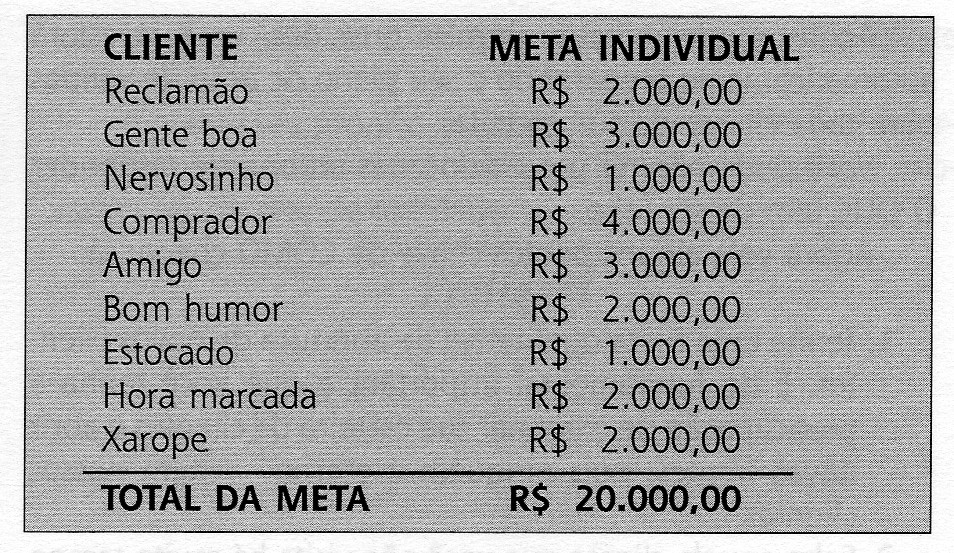 CLIENTE META INDIVIDUAL
Reclamão R$ 2.000,00
Gente boa R$ 3.000,00
Nervosinho R$ 1.000,00
Comprador R$ 4.000,00
Amigo R$ 3.000,00
Bom humor R$ 2.000,00
Estocado R$ 1.000,00
Hora marcada R$ 2.000,00
Xarope R$ 2.000,00
TOTAL DA META R$ 20.000,00